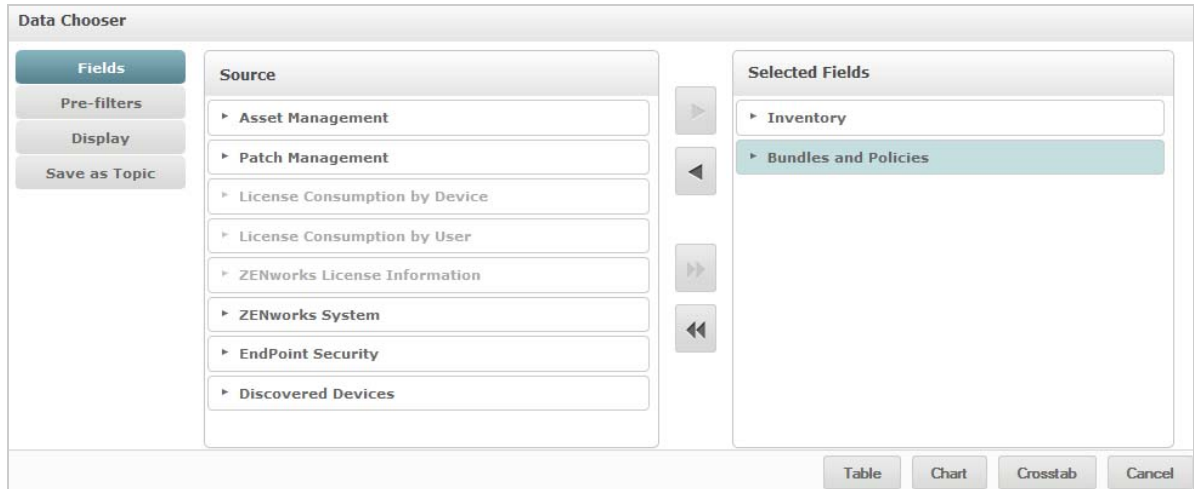 Data Chooser
Fields
Pre-filters
Display
Save as Topic
Source
Asset Management
Patch Management
License Consumption by Device
License Consumption by User
ZENworks License Information
ZENworks System
EndPoint Security
Discovered Devices
Selected Fields
Inventory
Bundles and Policies
Table
Chart
Crosstab
Cancel